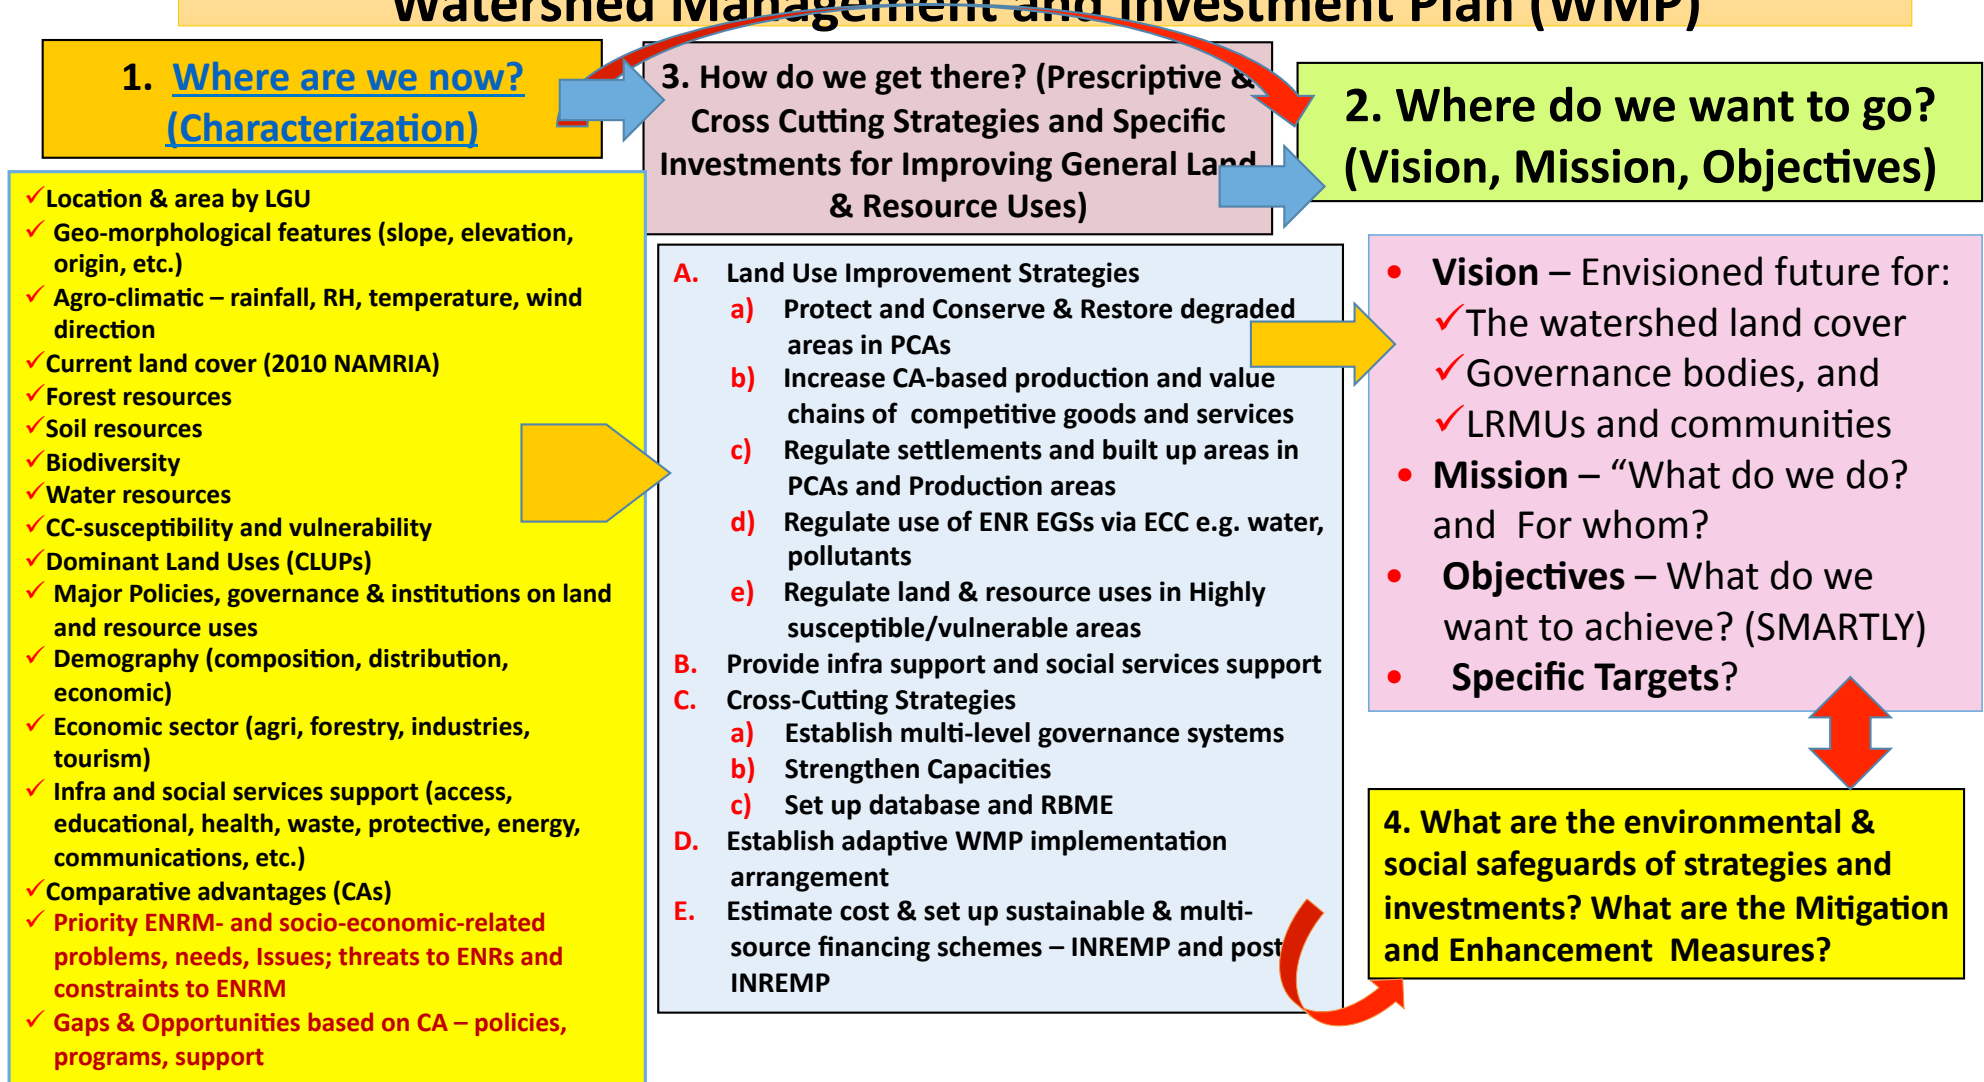 Watershed Management and Investment Plan (WMP)
1. Where are we now?
(Characterization)
✓Location & area by LGU
✓ Geo-morphological features (slope, elevation,
origin, etc.)
✓ Agro-climatic – rainfall, RH, temperature, wind
direction
✓Current land cover (2010 NAMRIA)
✓Forest resources
✓Soil resources
✓Biodiversity
✓Water resources
✓CC-susceptibility and vulnerability
✓Dominant Land Uses (CLUPs)
✓ Major Policies, governance & institutions on land
and resource uses
✓ Demography (composition, distribution,
economic)
✓ Economic sector (agri, forestry, industries,
tourism)
✓ Infra and social services support (access,
educational, health, waste, protective, energy,
communications, etc.)
✓Comparative advantages (CAs)
✓ Priority ENRM- and socio-economic-related
problems, needs, Issues; threats to ENRs and
constraints to ENRM
✓ Gaps & Opportunities based on CA – policies,
programs, support
3. How do we get there? (Prescriptive &
Cross Cutting Strategies and Specific
Investments for Improving General Land
& Resource Uses)
A. Land Use Improvement Strategies
a) Protect and Conserve & Restore degraded
areas in PCAs
b) Increase CA-based production and value
chains of competitive goods and services
c) Regulate settlements and built up areas in
PCAs and Production areas
d) Regulate use of ENR EGSs via ECC e.g. water,
pollutants
e) Regulate land & resource uses in Highly
susceptible/vulnerable areas
B. Provide infra support and social services support
C. Cross-Cutting Strategies
a) Establish multi-level governance systems
b) Strengthen Capacities
c) Set up database and RBME
D. Establish adaptive WMP implementation
arrangement
E. Estimate cost & set up sustainable & multi-
source financing schemes – INREMP and post
INREMP
2. Where do we want to go?
(Vision, Mission, Objectives)
• Vision – Envisioned future for:
✓The watershed land cover
✓Governance bodies, and
✓LRMUs and communities
• Mission – “What do we do?
and For whom?
• Objectives – What do we
want to achieve? (SMARTLY)
• Specific Targets?
4. What are the environmental &
social safeguards of strategies and
investments? What are the Mitigation
and Enhancement Measures?